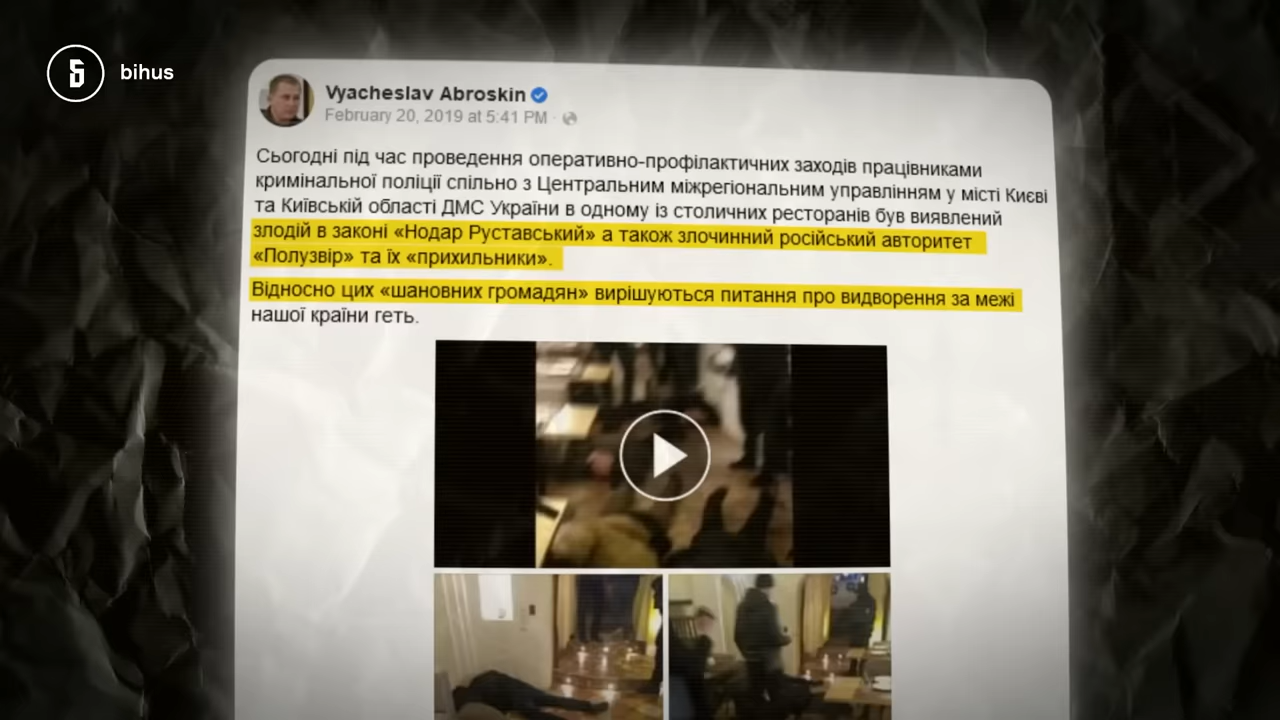 bihus
Vyacheslav Abroskin
February 20, 2019 at 5:41 PM
Сьогодні під час проведення оперативно-профілактичних заходів працівниками
кримінальної поліції спільно з Центральним міжрегіональним управлінням у місті Києві
та Київській області ДМС України в одному із столичних ресторанів був виявлений
злодій в законі «Нодар Руставський» а також злочинний російський авторитет
«Полузвір» та їх «прихильники».
Відносно цих «шановних громадян» вирішуються питання про видворення за межі
нашої країни геть.